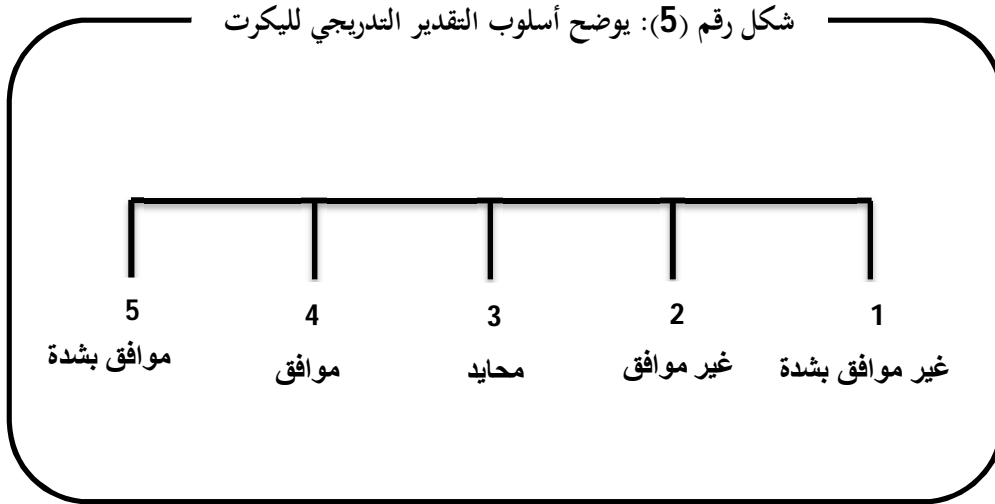 شكل رقم (5): يوضح أسلوب التقدير التدريجي لليكرت
1 2 3 4 5
غير موافق بشدة غير موافق محايد موافق موافق بشدة